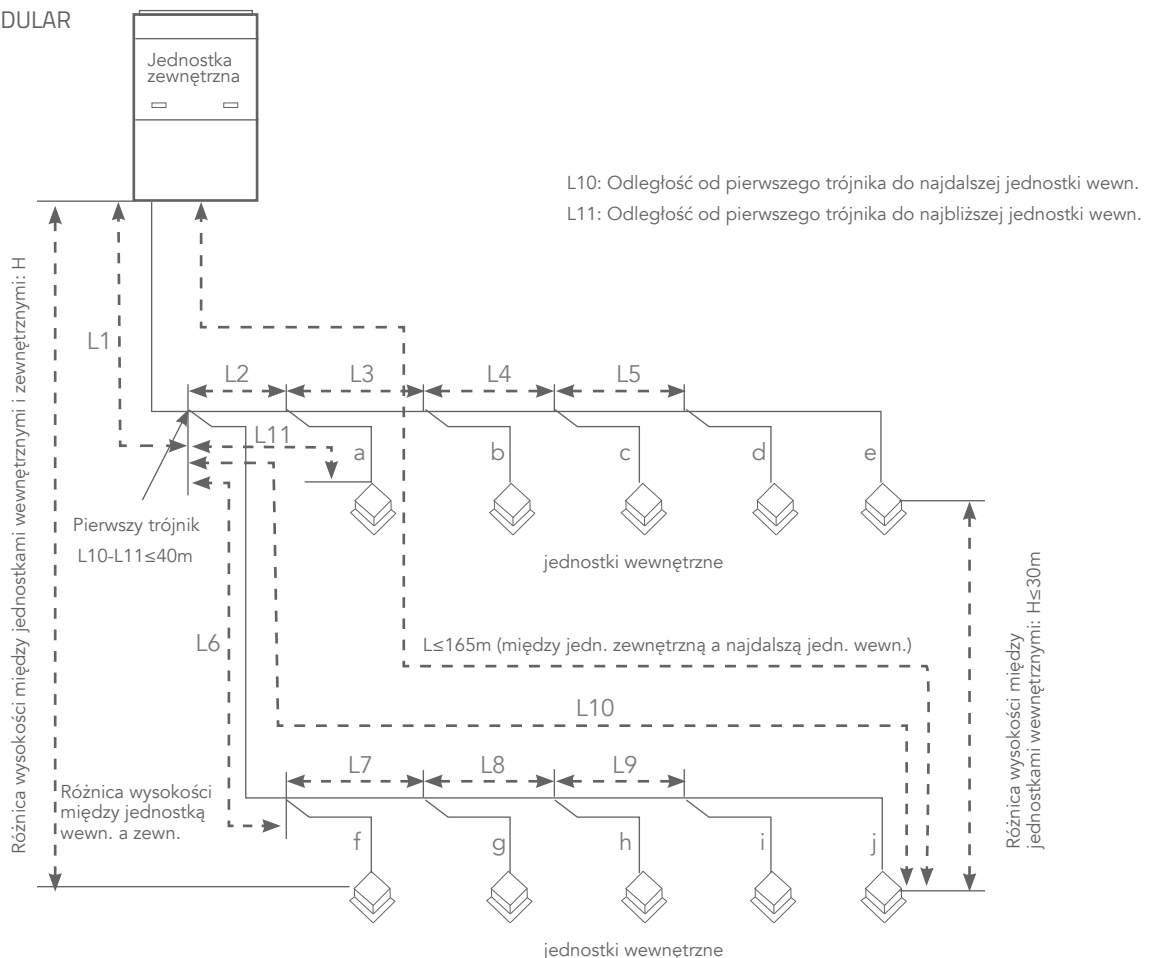 DULAR
Jednostka
zewnętrzna
L10: Odległość od pierwszego trójnika do najdalszej jednostki wewn.
L11: Odległość od pierwszego trójnika do najbliższej jednostki wewn.
Różnica wysokości między jednostkami wewnętrznymi i zewnętrznymi: H
L1
L2
L3
L4
L5
L11
a
b
c
d
e
Pierwszy trójnik
L10-L11≤40m
jednostki wewnętrzne
Różnica wysokości między
jednostkami wewnętrznymi: H≤30m
L6
L≤165m (między jedn. zewnętrzną a najdalszą jedn. wewn.)
L10
L7
L8
L9
Różnica wysokości
między jednostką
wewn. a zewn.
f
g
h
i
j
jednostki wewnętrzne